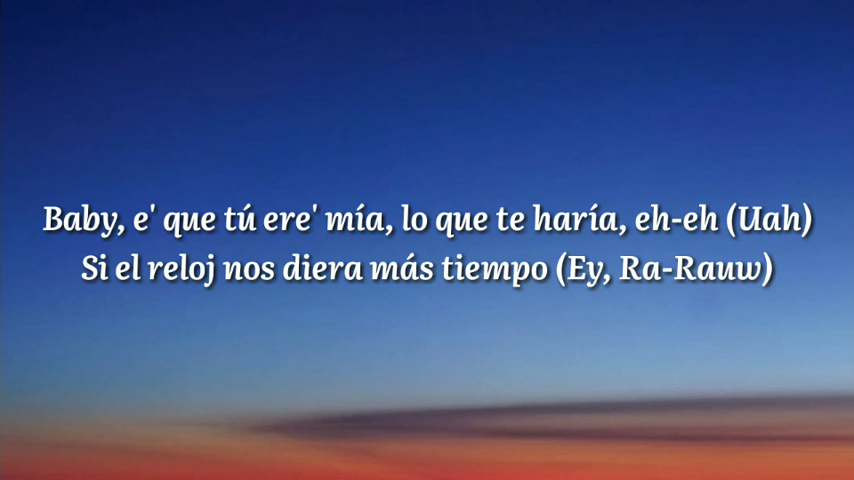 Baby, e' que tú ere' mía, lo que te haría, eh-eh (Uah)
Si el reloj nos diera más tiempo (Ey, Ra-Rauw)